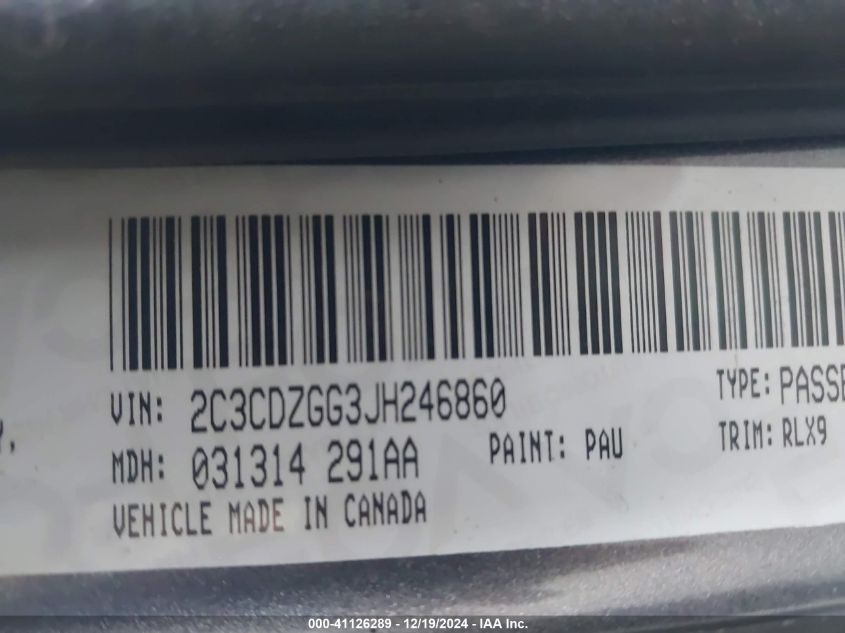 VIN: 2C3CDZGG3JH246860 TYPE: PASSE
MDH: 031314 291AA PAINT: PAU TRIM: RLX9
VEHICLE MADE IN CANADA
000-41126289 - 12/19/2024 - IAA Inc.